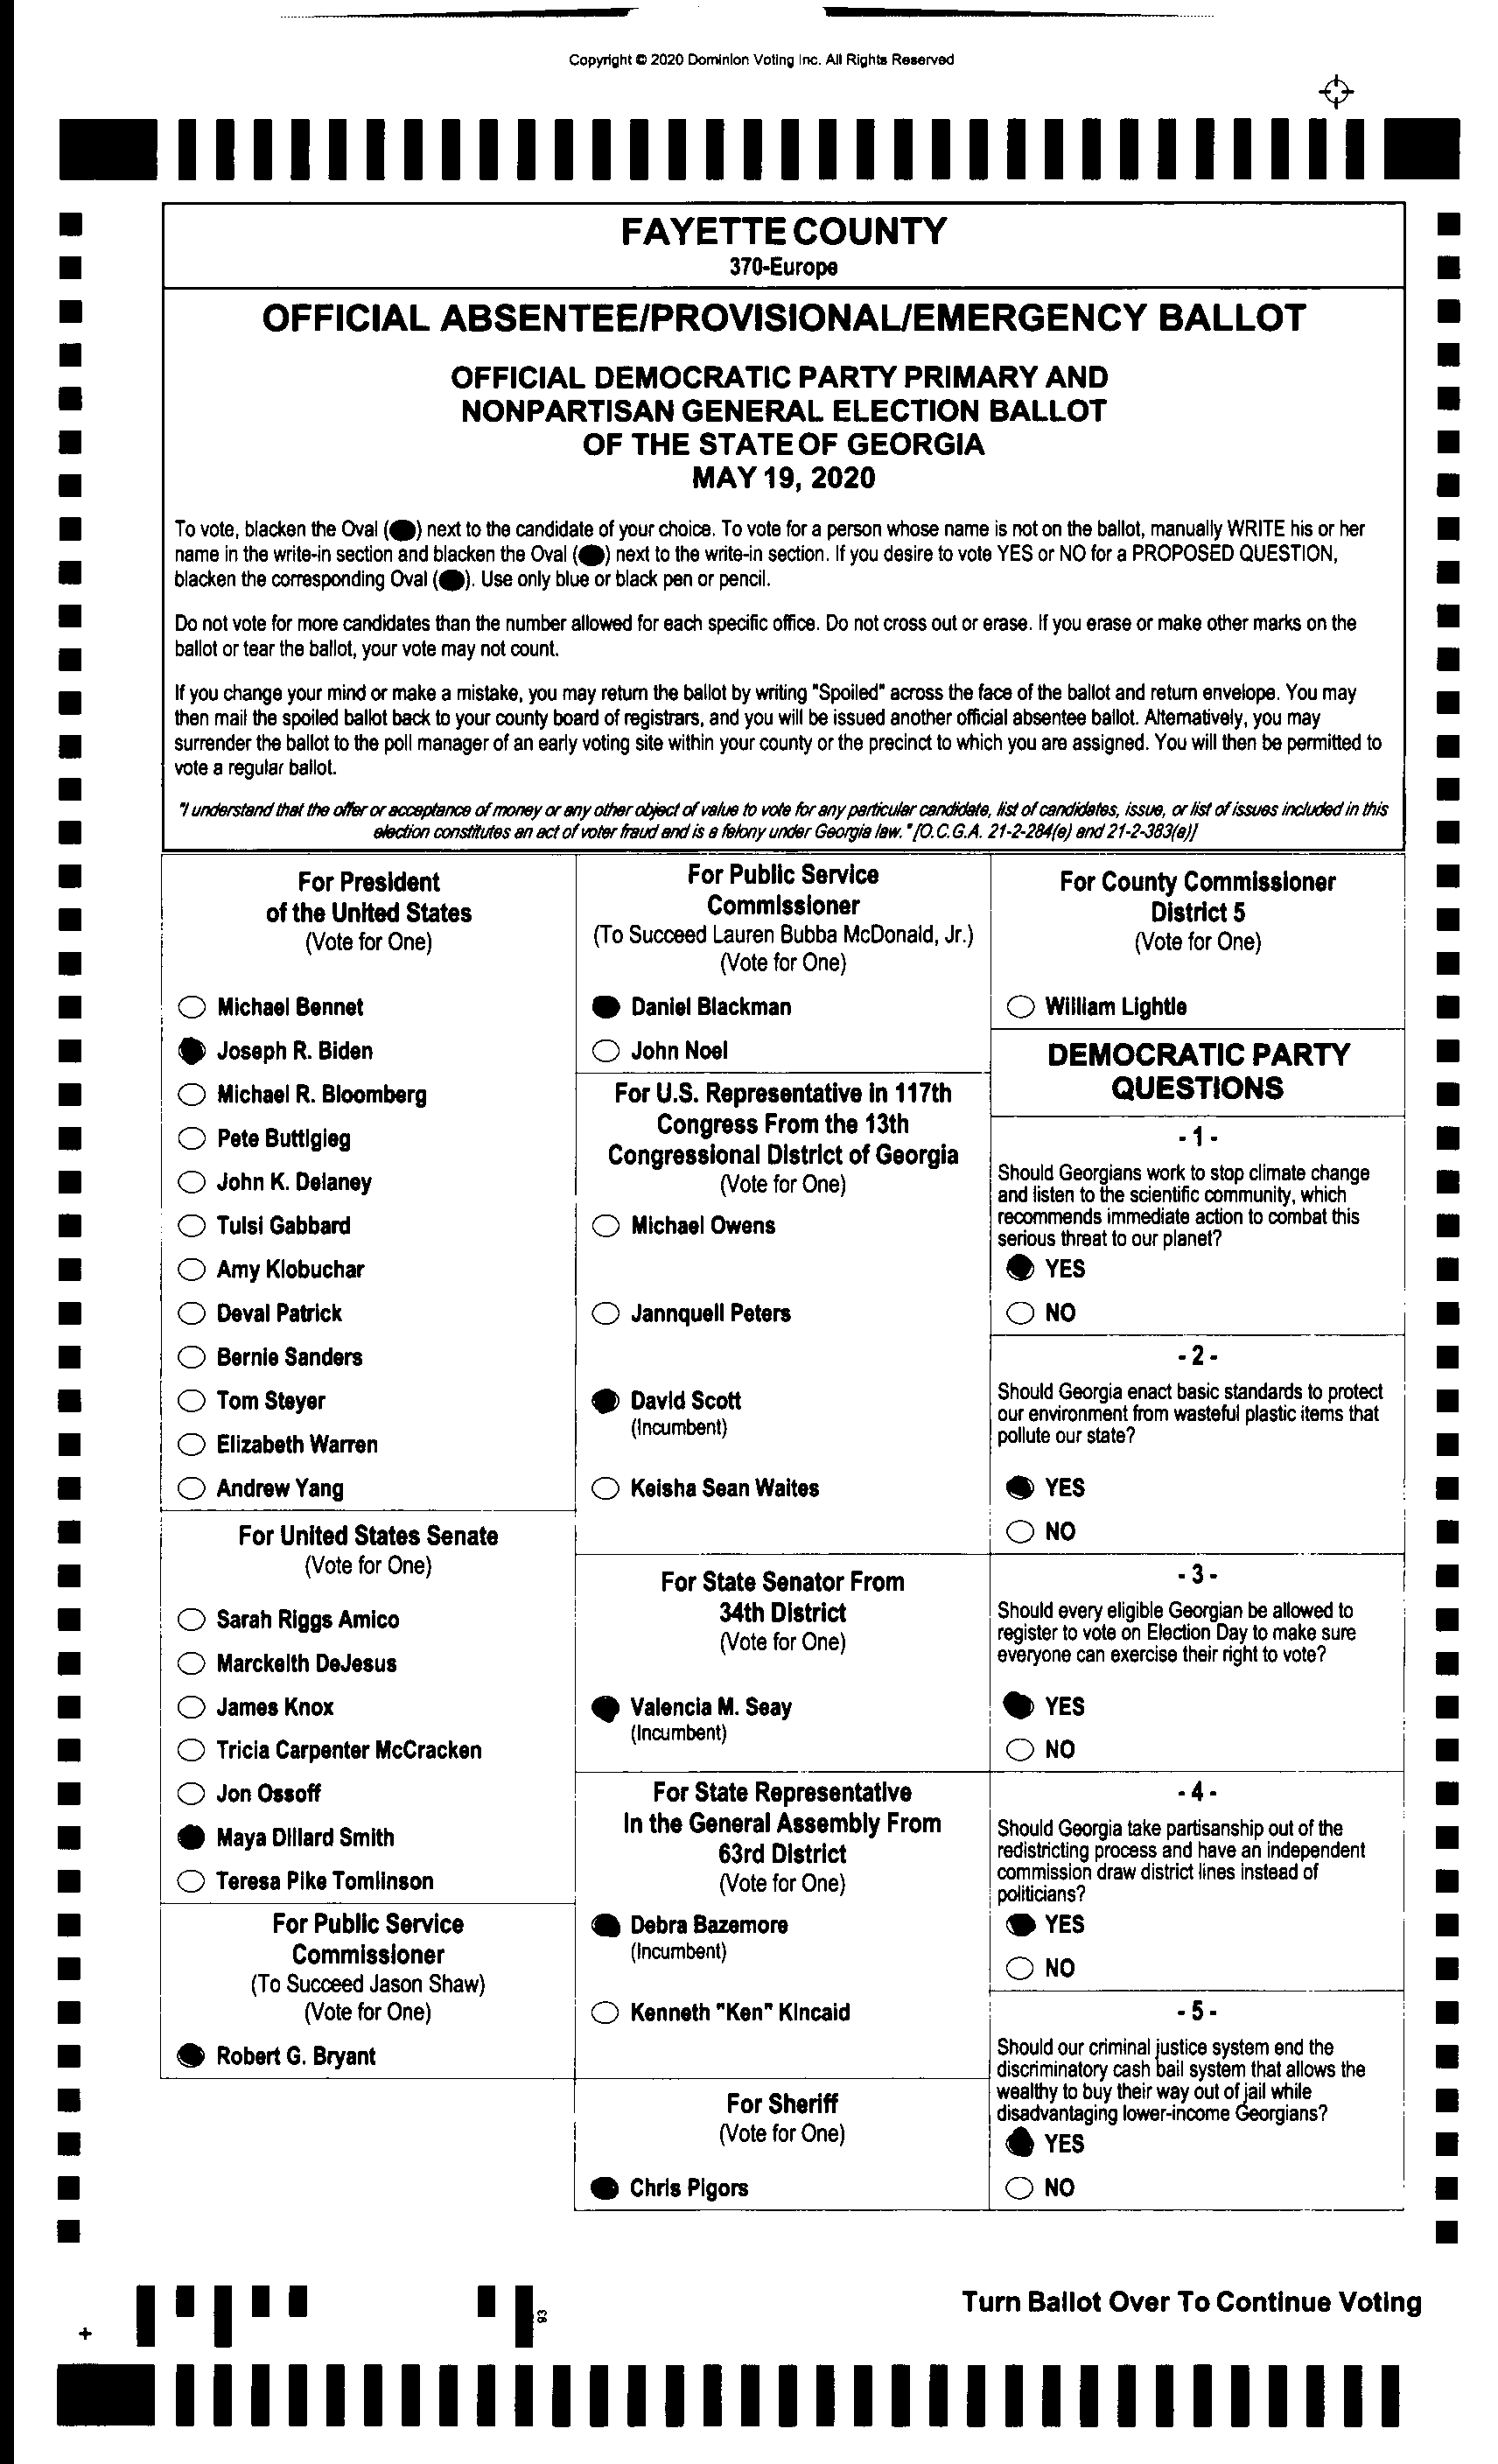 Copyright © 2020 Dominion Voting Inc. All Rights Reserved
FAYETTE COUNTY
370-Europe
OFFICIAL ABSENTEE/PROVISIONAL/EMERGENCY BALLOT
OFFICIAL DEMOCRATIC PARTY PRIMARY AND
NONPARTISAN GENERAL ELECTION BALLOT
OF THE STATE OF GEORGIA
MAY 19, 2020
To vote, blacken the Oval ( ) next to the candidate of your choice. To vote for a person whose name is not on the ballot, manually WRITE his or her
name in the write-in section and blacken the Oval ( ) next to the write-in section. If you desire to vote YES or NO for a PROPOSED QUESTION,
blacken the corresponding Oval ( ). Use only blue or black pen or pencil.
Do not vote for more candidates than the number allowed for each specific office. Do not cross out or erase. If you erase or make other marks on the
ballot or tear the ballot, your vote may not count.
If you change your mind or make a mistake, you may return the ballot by writing "Spoiled" across the face of the ballot and return envelope. You may
then mail the spoiled ballot back to your county board of registrars, and you will be issued another official absentee ballot. Alternatively, you may
surrender the ballot to the poll manager of an early voting site within your county or the precinct to which you are assigned. You will then be permitted to
vote a regular ballot.
"I understand that the offer or acceptance of money or any other object of value to vote for any particular candidate, list of candidates, issue, or list of issues included in this
election constitutes an act of voter fraud and is a felony under Georgia law." [O.C.G.A. 21-2-284(e) and 21-2-383(a)]
For President
of the United States
(Vote for One)
Michael Bennet
Joseph R. Biden
Michael R. Bloomberg
Pete Buttigieg
John K. Delaney
Tulsi Gabbard
Amy Klobuchar
Deval Patrick
Bernie Sanders
Tom Steyer
Elizabeth Warren
Andrew Yang
For United States Senate
(Vote for One)
Sarah Riggs Amico
Marckeith DeJesus
James Knox
Tricia Carpenter McCracken
Jon Ossoff
Maya Dillard Smith
Teresa Pike Tomlinson
For Public Service
Commissioner
(To Succeed Jason Shaw)
(Vote for One)
Robert G. Bryant
For Public Service
Commissioner
(To Succeed Lauren Bubba McDonald, Jr.)
(Vote for One)
Daniel Blackman
John Noel
For U.S. Representative in 117th
Congress From the 13th
Congressional District of Georgia
(Vote for One)
Michael Owens
Jannquell Peters
David Scott
(Incumbent)
Keisha Sean Waites
For State Senator From
34th District
(Vote for One)
Valencia M. Seay
(Incumbent)
For State Representative
In the General Assembly From
63rd District
(Vote for One)
Debra Bazemore
(Incumbent)
Kenneth "Ken" Kincaid
For Sheriff
(Vote for One)
Chris Pigors
For County Commissioner
District 5
(Vote for One)
William Lightle
DEMOCRATIC PARTY
QUESTIONS
- 1 -
Should Georgians work to stop climate change
and listen to the scientific community, which
recommends immediate action to combat this
serious threat to our planet?
YES
NO
- 2 -
Should Georgia enact basic standards to protect
our environment from wasteful plastic items that
pollute our state?
YES
NO
- 3 -
Should every eligible Georgian be allowed to
register to vote on Election Day to make sure
everyone can exercise their right to vote?
YES
NO
- 4 -
Should Georgia take partisanship out of the
redistricting process and have an independent
commission draw district lines instead of
politicians?
YES
NO
- 5 -
Should our criminal justice system end the
discriminatory cash bail system that allows the
wealthy to buy their way out of jail while
disadvantaging lower-income Georgians?
YES
NO
Turn Ballot Over To Continue Voting
93